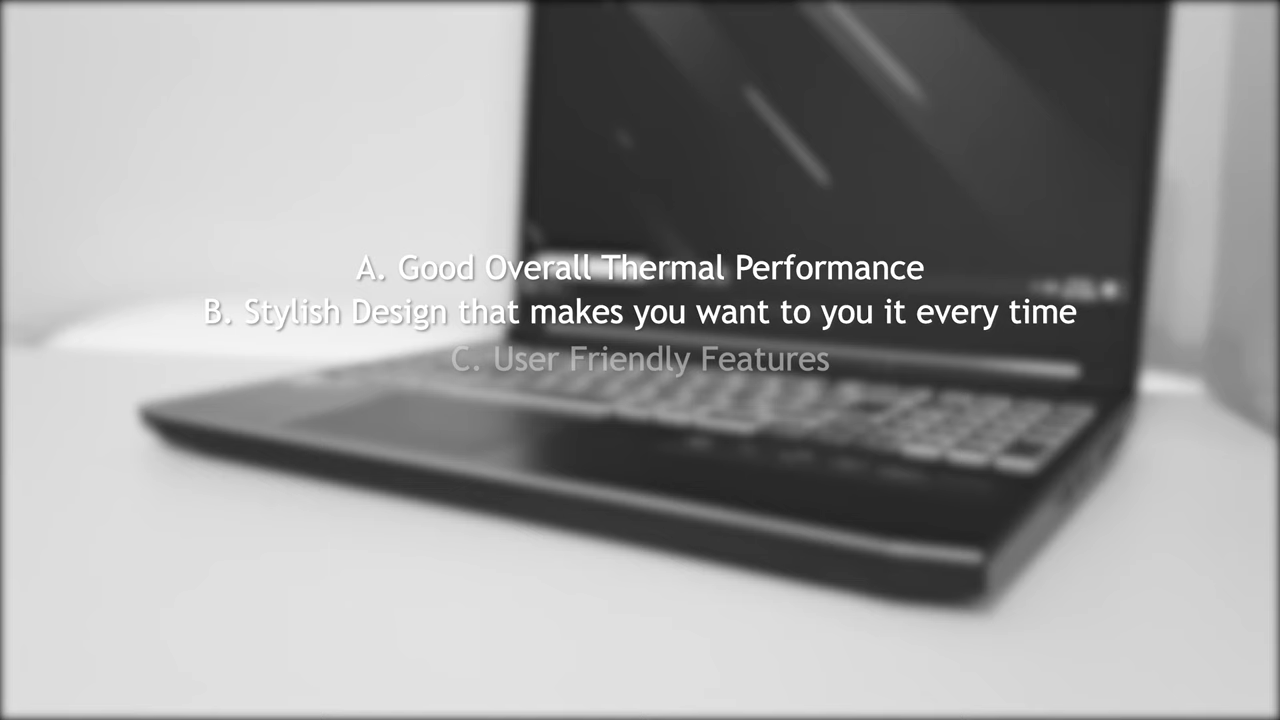 A. Good Overall Thermal Performance
B. Stylish Design that makes you want to you it every time
C. User Friendly Features